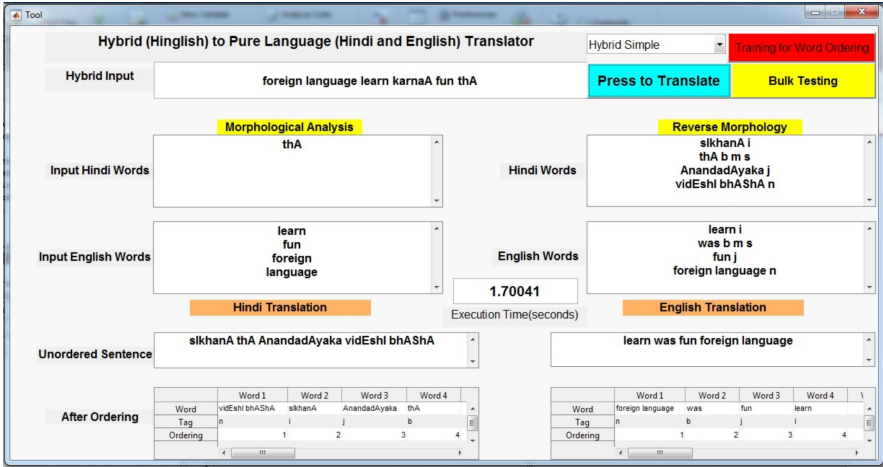 Tool
Hybrid (Hinglish) to Pure Language (Hindi and English) Translator
Hybrid Simple
Training for Word Ordering
Hybrid Input
foreign language learn karnaA fun thA
Press to Translate
Bulk Testing
Morphological Analysis
Reverse Morphology
Input Hindi Words
thA
Hindi Words
sIkhanA i
thA b m s
AnandadAyaka j
vidEshI bhAShA n
Input English Words
learn
fun
foreign
language
English Words
learn i
was b m s
fun j
foreign language n
1.70041
Execution Time(seconds)
Hindi Translation
English Translation
Unordered Sentence
sIkhanA thA AnandadAyaka vidEshI bhAShA
learn was fun foreign language
After Ordering
Word 1 Word 2 Word 3 Word 4
Word vidEshI bhAShA sIkhanA AnandadAyaka thA
Tag n i j b
Ordering 1 2 3 4
Word 1 Word 2 Word 3 Word 4
Word foreign language was fun learn
Tag n b j i
Ordering 1 2 3 4